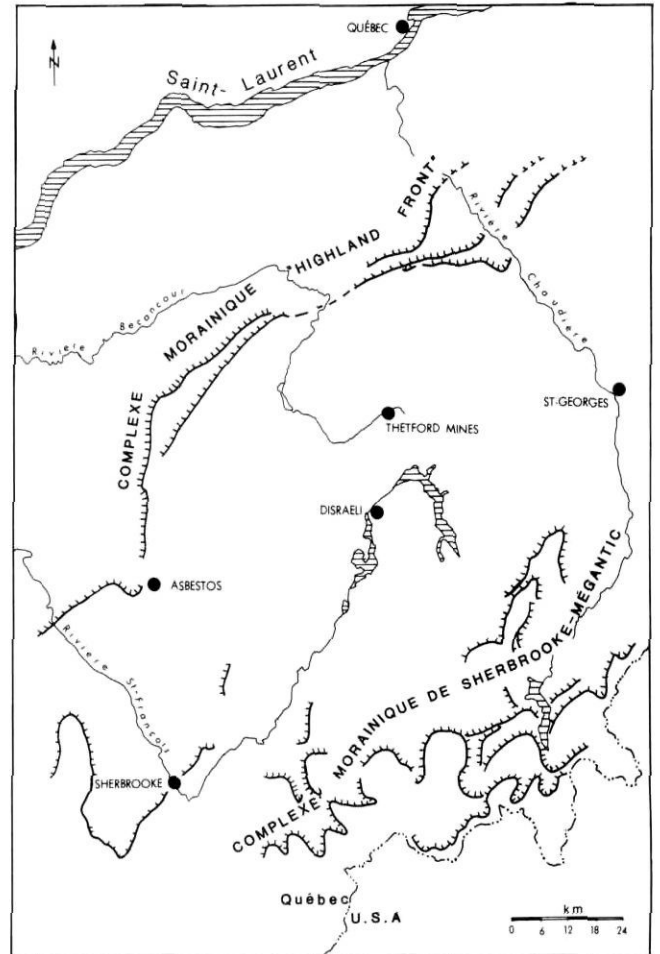 QUÉBEC
N
Saint-Laurent
COMPLEXE MORAINIQUE "HIGHLAND FRONT"
Rivière Chaudière
Rivière Bécancour
ST-GEORGES
THETFORD MINES
DISRAELI
ASBESTOS
Rivière St-François
SHERBROOKE
COMPLEXE MORAINIQUE DE SHERBROOKE-MÉGANTIC
Québec
U.S.A
km
0 6 12 18 24